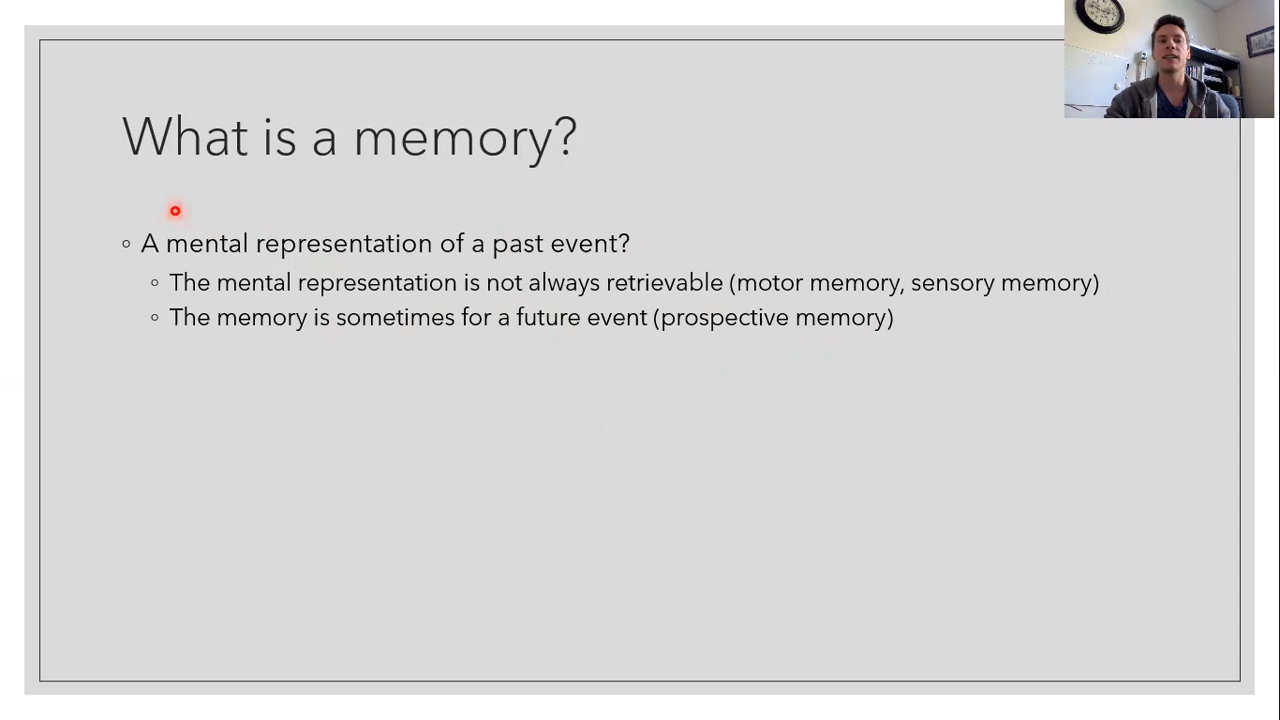 What is a memory?
◦ A mental representation of a past event?
◦ The mental representation is not always retrievable (motor memory, sensory memory)
◦ The memory is sometimes for a future event (prospective memory)